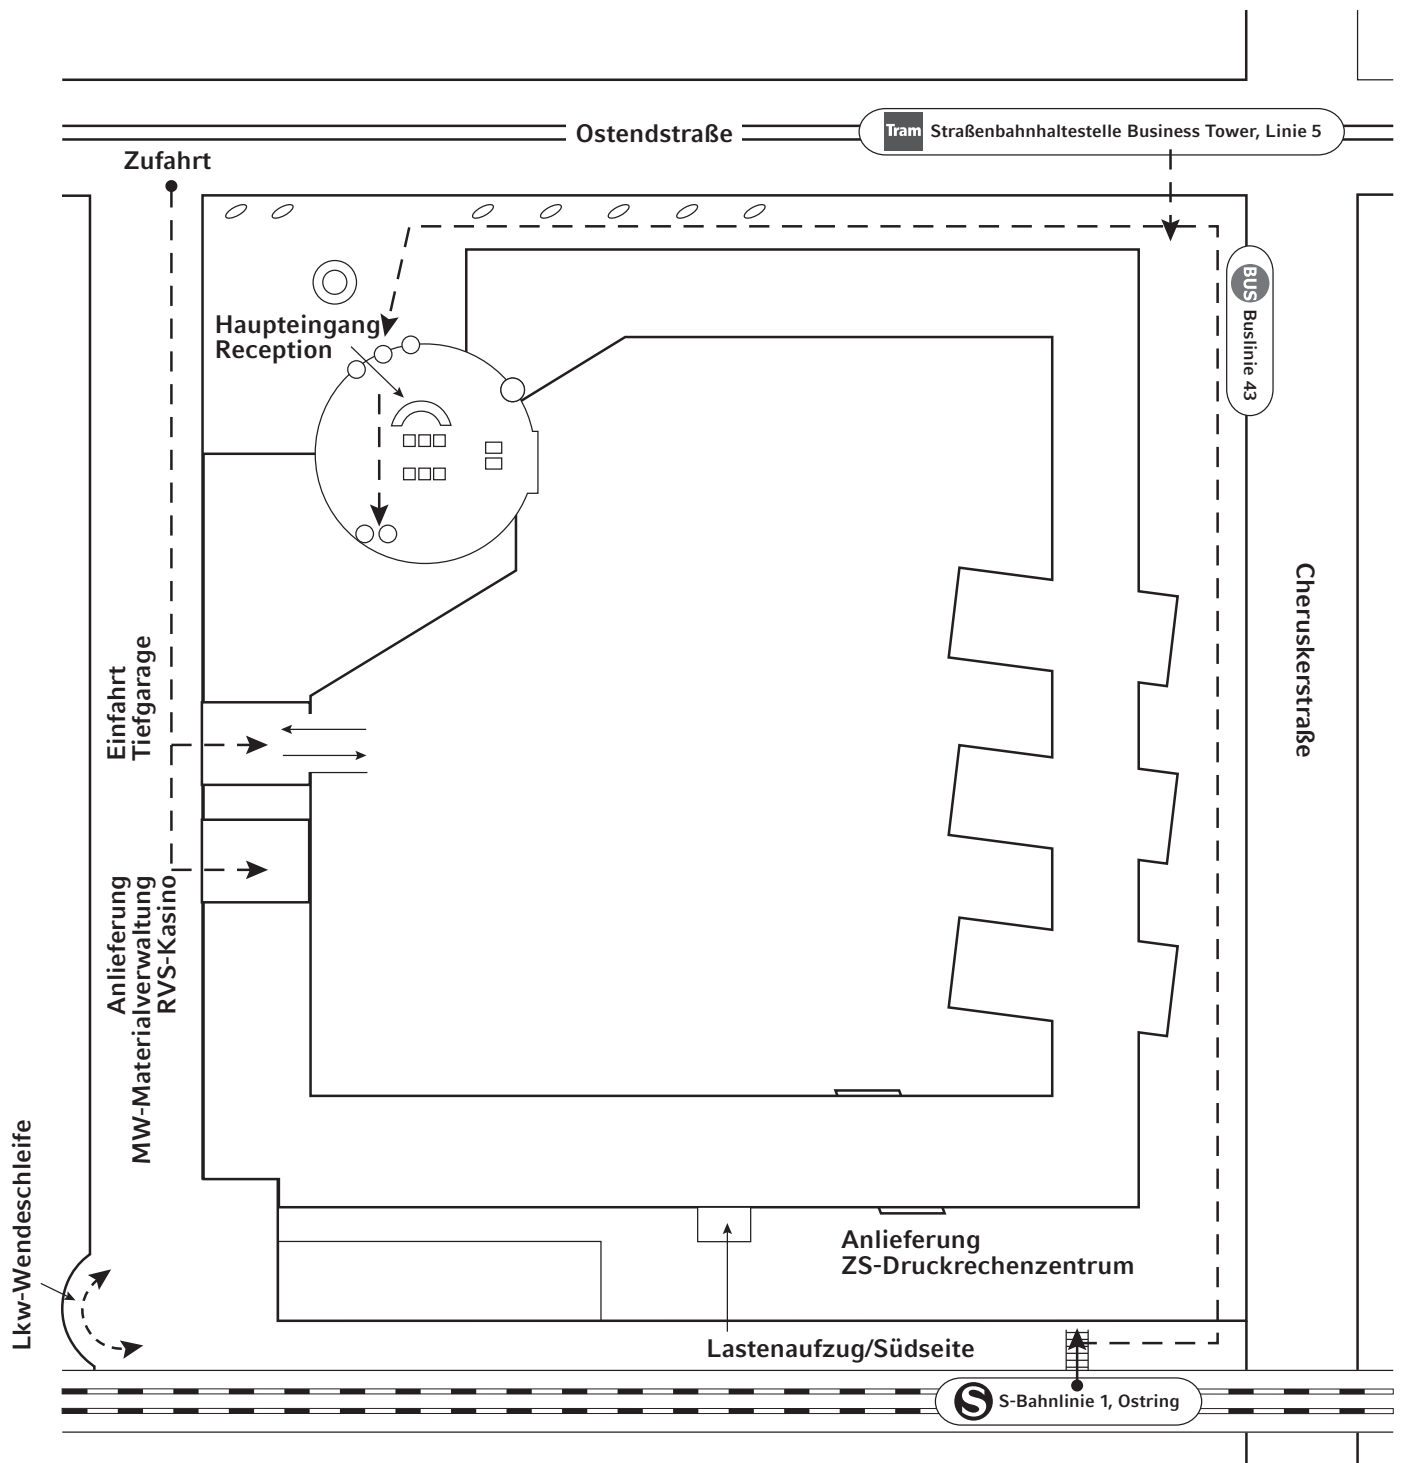 Ostendstraße
Tram Straßenbahnhaltestelle Business Tower, Linie 5
Zufahrt
BUS Buslinie 43
Haupteingang
Reception
Cheruskerstraße
Einfahrt
Tiefgarage
Anlieferung
MW-Materialverwaltung
RVS-Kasino
Lkw-Wendeschleife
Anlieferung
ZS-Druckrechenzentrum
Lastenaufzug/Südseite
S S-Bahnlinie 1, Ostring